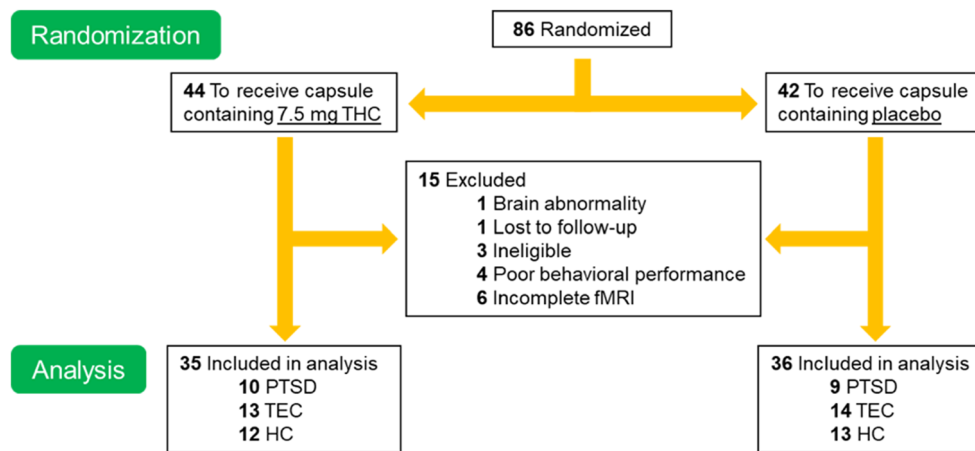 Randomization
86 Randomized
44 To receive capsule
containing 7.5 mg THC
42 To receive capsule
containing placebo
15 Excluded
1 Brain abnormality
1 Lost to follow-up
3 Ineligible
4 Poor behavioral performance
6 Incomplete fMRI
Analysis
35 Included in analysis
10 PTSD
13 TEC
12 HC
36 Included in analysis
9 PTSD
14 TEC
13 HC